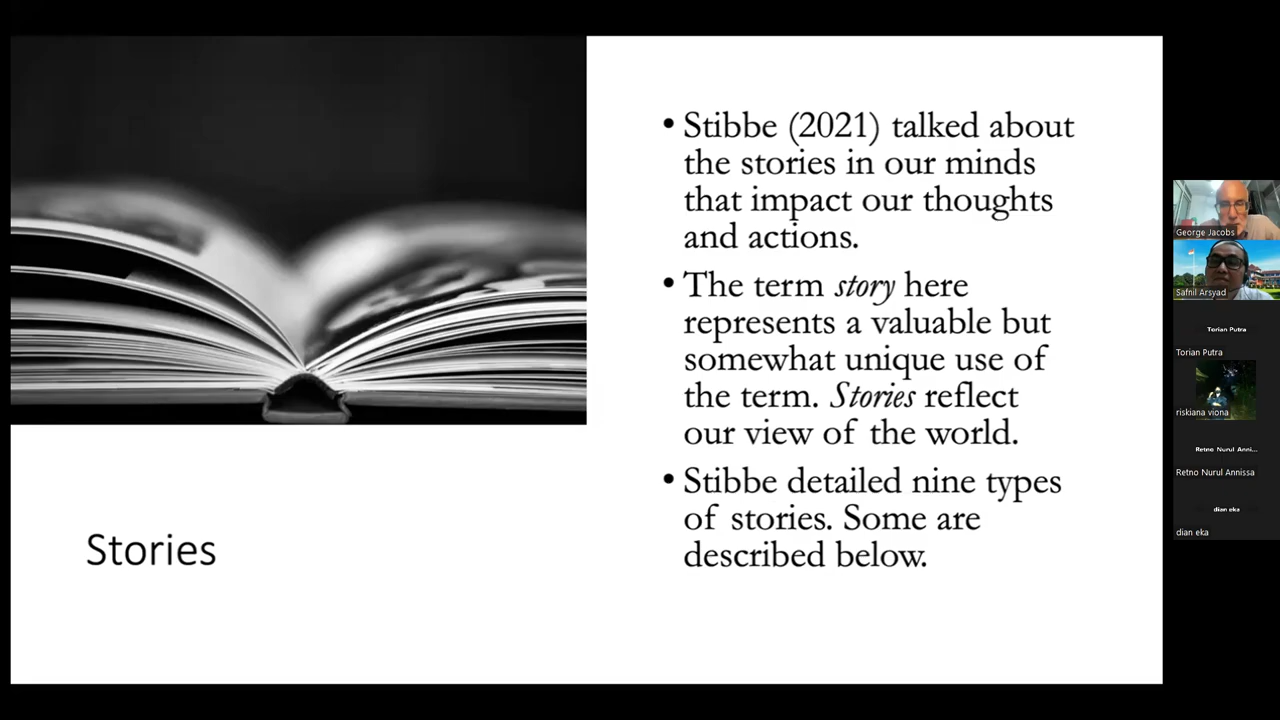 • Stibbe (2021) talked about
the stories in our minds
that impact our thoughts
and actions.
• The term story here
represents a valuable but
somewhat unique use of
the term. Stories reflect
our view of the world.
• Stibbe detailed nine types
of stories. Some are
described below.
Stories
George Jacobs
Safnil Arsyad
Torian Putra
Torian Putra
riskiana viona
Retno Nurul Anni...
Retno Nurul Annissa
dian eka
dian eka